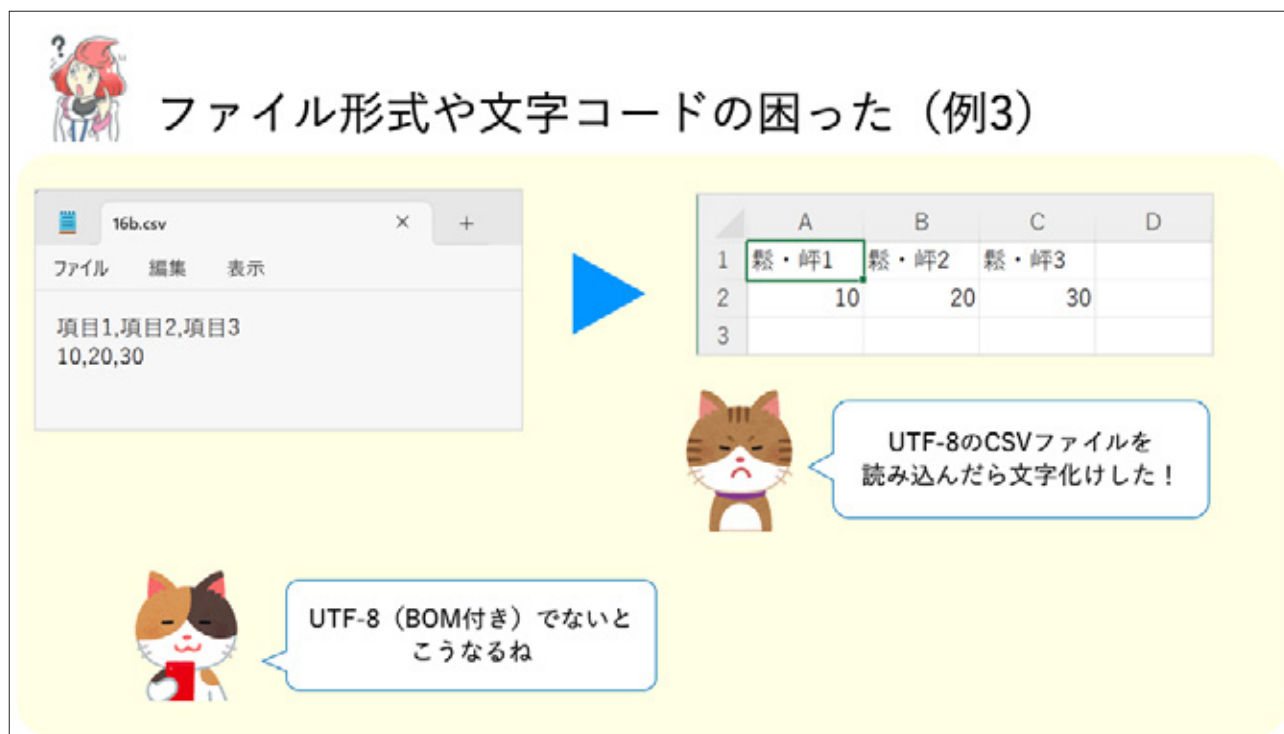 ?
ファイル形式や文字コードの困った（例3）
16b.csv × +
ファイル 編集 表示
項目1,項目2,項目3
10,20,30
A B C D
1 鬆・岼1 鬆・岼2 鬆・岼3
2 10 20 30
3
UTF-8のCSVファイルを
読み込んだら文字化けした！
UTF-8（BOM付き）でないと
こうなるね